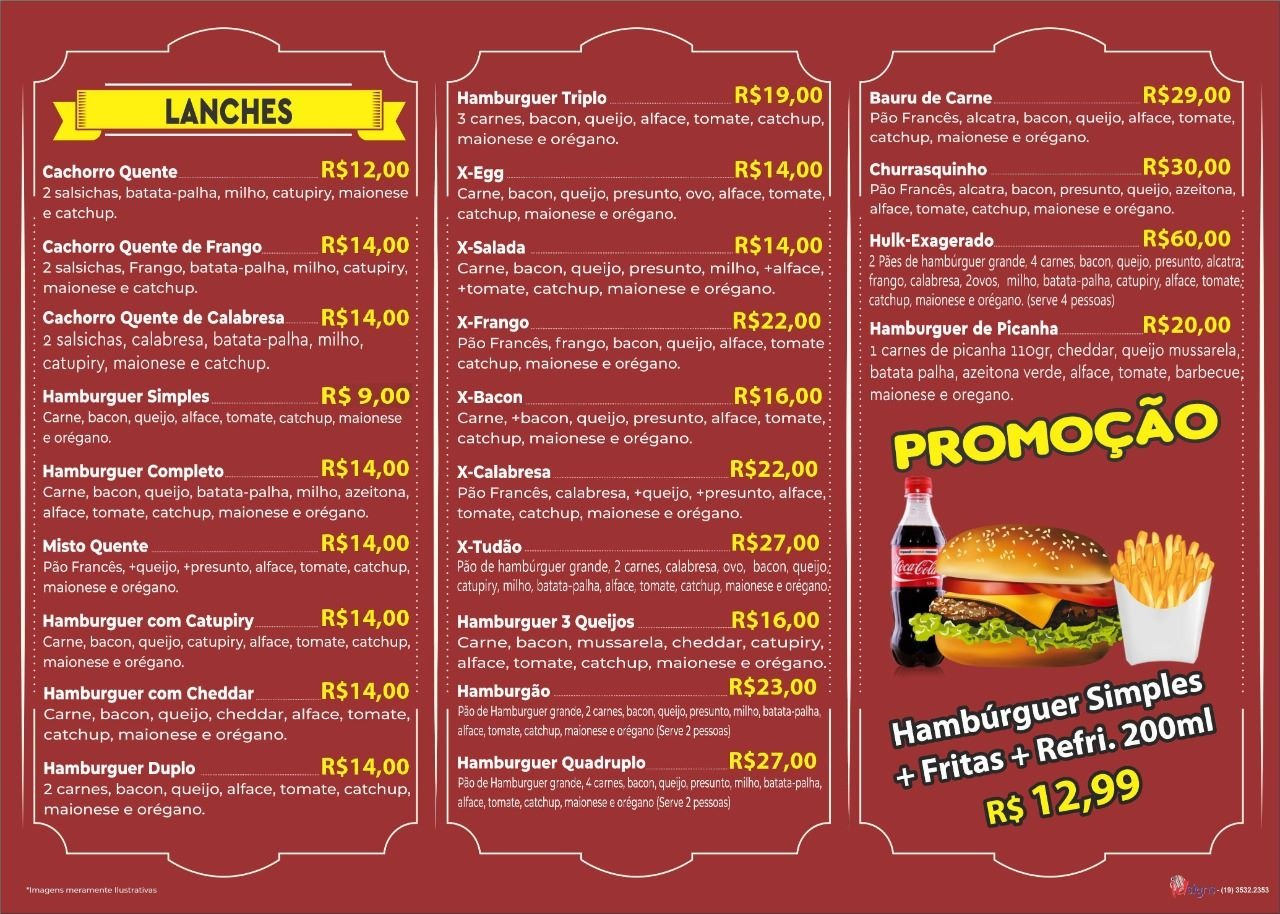 LANCHES
Cachorro Quente R$12,00
2 salsichas, batata-palha, milho, catupiry, maionese
e catchup.
Cachorro Quente de Frango R$14,00
2 salsichas, Frango, batata-palha, milho, catupiry,
maionese e catchup.
Cachorro Quente de Calabresa R$14,00
2 salsichas, calabresa, batata-palha, milho,
catupiry, maionese e catchup.
Hamburguer Simples R$ 9,00
Carne, bacon, queijo, alface, tomate, catchup, maionese
e orégano.
Hamburguer Completo R$14,00
Carne, bacon, queijo, batata-palha, milho, azeitona,
alface, tomate, catchup, maionese e orégano.
Misto Quente R$14,00
Pão Francês, +queijo, +presunto, alface, tomate, catchup,
maionese e orégano.
Hamburguer com Catupiry R$14,00
Carne, bacon, queijo, catupiry, alface, tomate, catchup,
maionese e orégano.
Hamburguer com Cheddar R$14,00
Carne, bacon, queijo, cheddar, alface, tomate,
catchup, maionese e orégano.
Hamburguer Duplo R$14,00
2 carnes, bacon, queijo, alface, tomate, catchup,
maionese e orégano.
Hamburguer Triplo R$19,00
3 carnes, bacon, queijo, alface, tomate, catchup,
maionese e orégano.
X-Egg R$14,00
Carne, bacon, queijo, presunto, ovo, alface, tomate,
catchup, maionese e orégano.
X-Salada R$14,00
Carne, bacon, queijo, presunto, milho, +alface,
+tomate, catchup, maionese e orégano.
X-Frango R$22,00
Pão Francês, frango, bacon, queijo, alface, tomate
catchup, maionese e orégano.
X-Bacon R$16,00
Carne, +bacon, queijo, presunto, alface, tomate,
catchup, maionese e orégano.
X-Calabresa R$22,00
Pão Francês, calabresa, +queijo, +presunto, alface,
tomate, catchup, maionese e orégano.
X-Tudão R$27,00
Pão de hambúrguer grande, 2 carnes, calabresa, ovo, bacon, queijo,
catupiry, milho, batata-palha, alface, tomate, catchup, maionese e orégano.
Hamburguer 3 Queijos R$16,00
Carne, bacon, mussarela, cheddar, catupiry,
alface, tomate, catchup, maionese e orégano.
Hamburgão R$23,00
Pão de Hamburguer grande, 2 carnes, bacon, queijo, presunto, milho, batata-palha,
alface, tomate, catchup, maionese e orégano (Serve 2 pessoas)
Hamburguer Quadruplo R$27,00
Pão de Hamburguer grande, 4 carnes, bacon, queijo, presunto, milho, batata-palha,
alface, tomate, catchup, maionese e orégano (Serve 2 pessoas)
Bauru de Carne R$29,00
Pão Francês, alcatra, bacon, queijo, alface, tomate,
catchup, maionese e orégano.
Churrasquinho R$30,00
Pão Francês, alcatra, bacon, presunto, queijo, azeitona,
alface, tomate, catchup, maionese e orégano.
Hulk-Exagerado R$60,00
2 Pães de hambúrguer grande, 4 carnes, bacon, queijo, presunto, alcatra,
frango, calabresa, 2ovos, milho, batata-palha, catupiry, alface, tomate,
catchup, maionese e orégano. (serve 4 pessoas)
Hamburguer de Picanha R$20,00
1 carnes de picanha 110gr, cheddar, queijo mussarela,
batata palha, azeitona verde, alface, tomate, barbecue,
maionese e oregano.
PROMOÇÃO
Coca-Cola
Hambúrguer Simples
+ Fritas + Refri. 200ml
R$ 12,99
*Imagens meramente Ilustrativas
- (19) 3532.2353